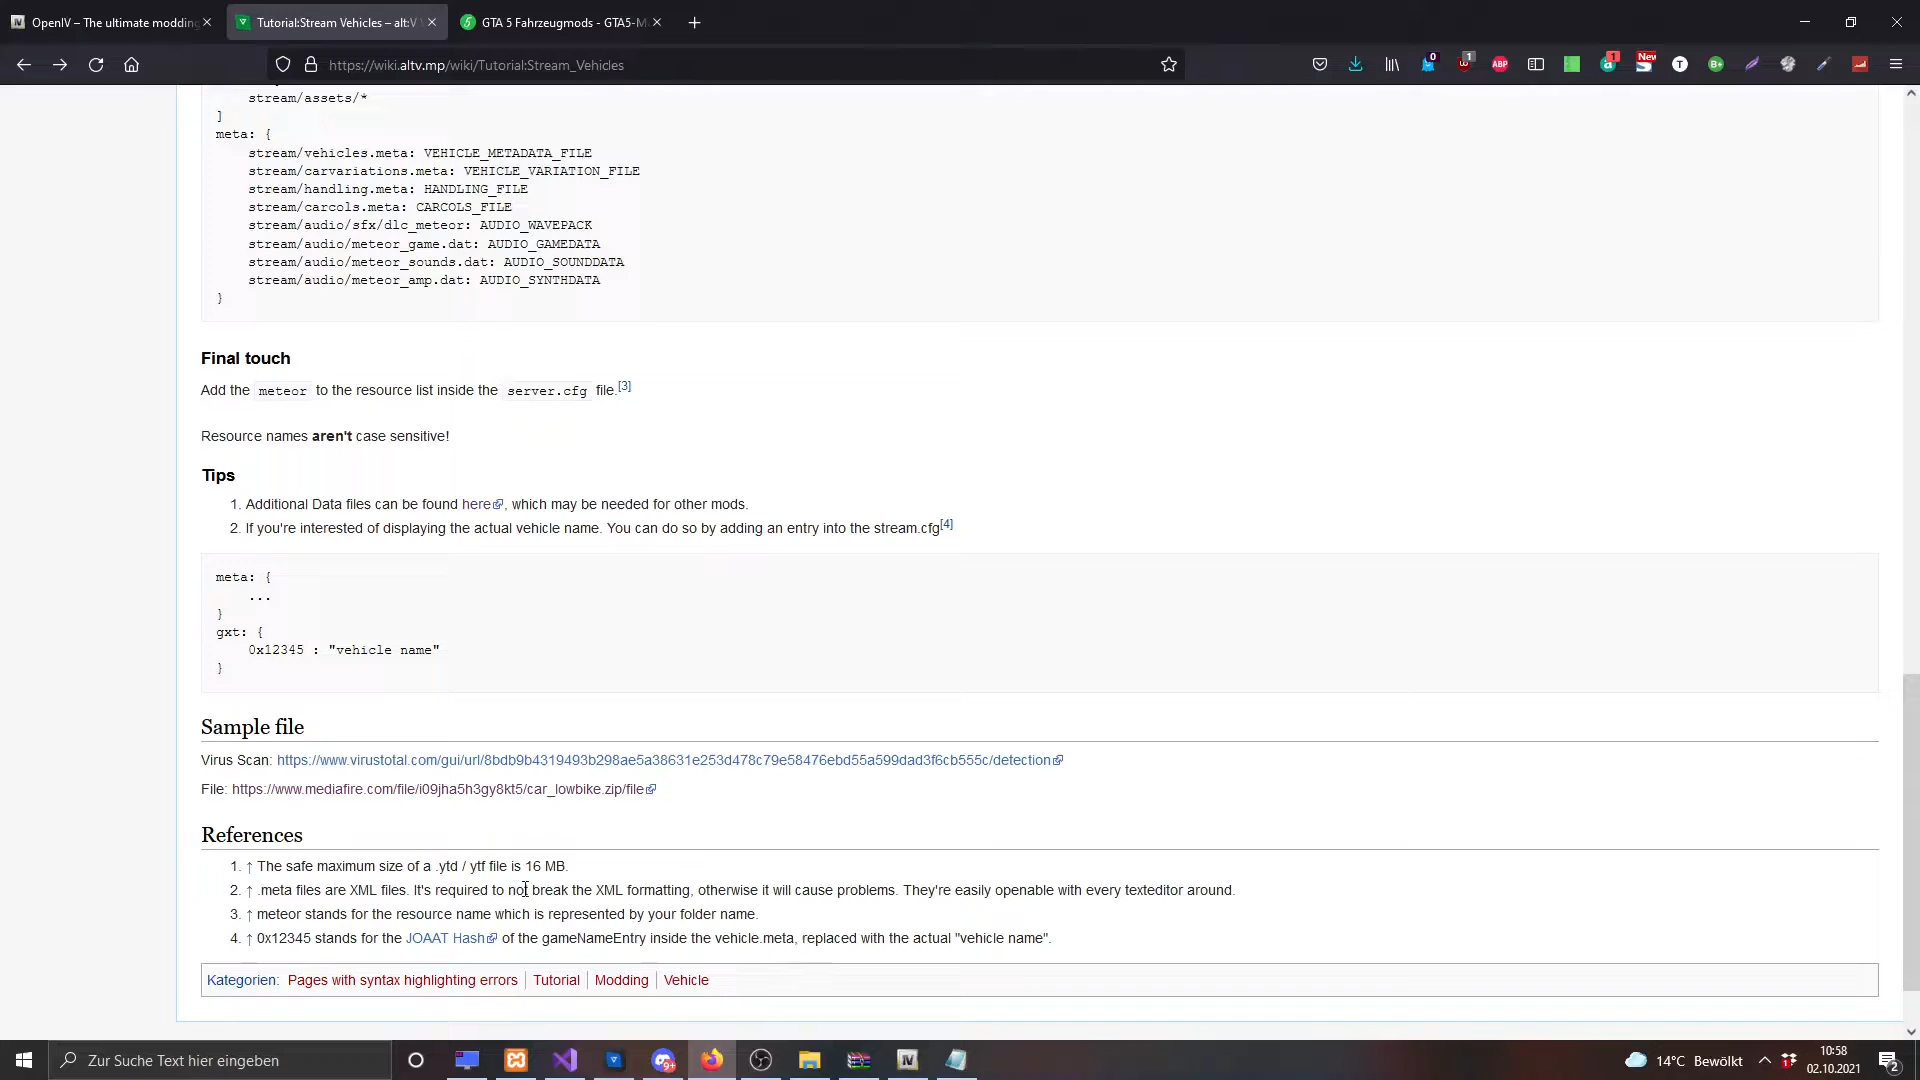 OpenIV – The ultimate modding
Tutorial:Stream Vehicles – alt:V
GTA 5 Fahrzeugmods - GTA5-M
https://wiki.altv.mp/wiki/Tutorial:Stream_Vehicles
0
1
ABP
1
New
T
B+
stream/assets/*
]
meta: {
stream/vehicles.meta: VEHICLE_METADATA_FILE
stream/carvariations.meta: VEHICLE_VARIATION_FILE
stream/handling.meta: HANDLING_FILE
stream/carcols.meta: CARCOLS_FILE
stream/audio/sfx/dlc_meteor: AUDIO_WAVEPACK
stream/audio/meteor_game.dat: AUDIO_GAMEDATA
stream/audio/meteor_sounds.dat: AUDIO_SOUNDDATA
stream/audio/meteor_amp.dat: AUDIO_SYNTHDATA
}
Final touch
Add the meteor to the resource list inside the server.cfg file.[3]
Resource names aren't case sensitive!
Tips
1. Additional Data files can be found here, which may be needed for other mods.
2. If you're interested of displaying the actual vehicle name. You can do so by adding an entry into the stream.cfg[4]
meta: {
...
}
gxt: {
0x12345 : "vehicle name"
}
Sample file
Virus Scan: https://www.virustotal.com/gui/url/8bdb9b4319493b298ae5a38631e253d478c79e58476ebd55a599dad3f6cb555c/detection
File: https://www.mediafire.com/file/i09jha5h3gy8kt5/car_lowbike.zip/file
References
1. ↑ The safe maximum size of a .ytd / ytf file is 16 MB.
2. ↑ .meta files are XML files. It's required to not break the XML formatting, otherwise it will cause problems. They're easily openable with every texteditor around.
3. ↑ meteor stands for the resource name which is represented by your folder name.
4. ↑ 0x12345 stands for the JOAAT Hash of the gameNameEntry inside the vehicle.meta, replaced with the actual "vehicle name".
Kategorien: Pages with syntax highlighting errors | Tutorial | Modding | Vehicle
Zur Suche Text hier eingeben
9+
14°C Bewölkt
10:58
02.10.2021
2